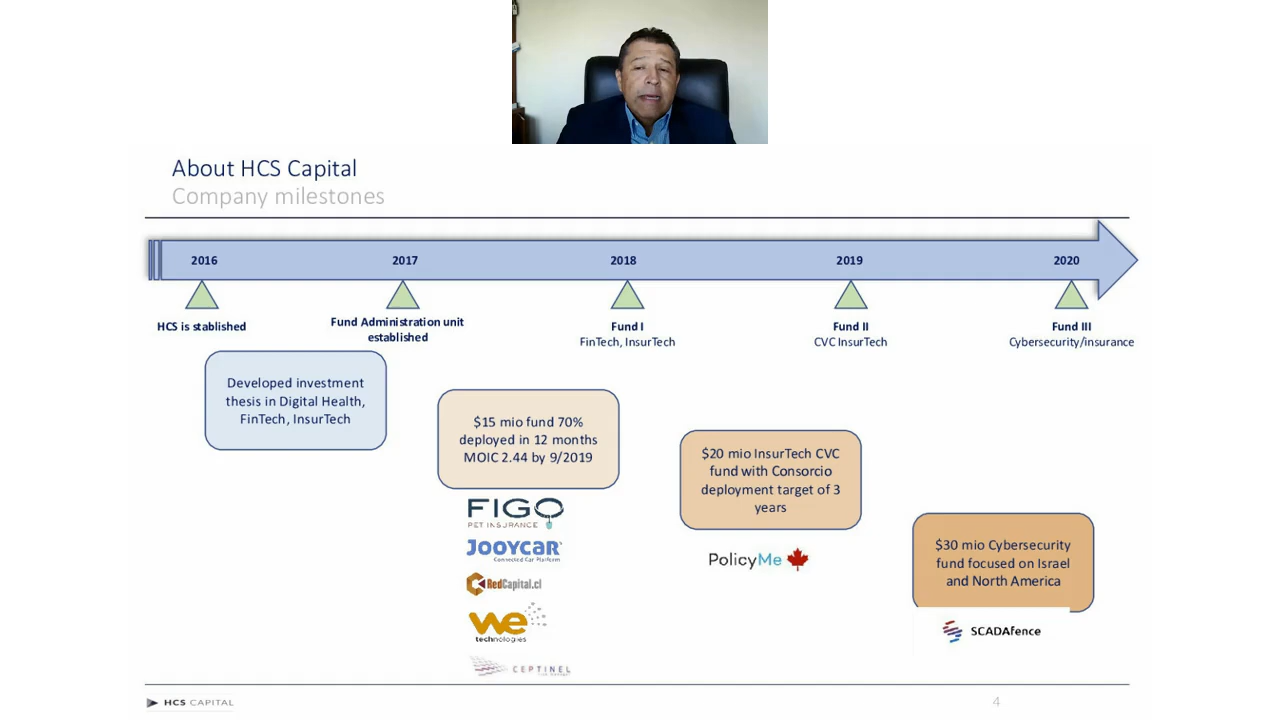 About HCS Capital
Company milestones
2016
2017
2018
2019
2020
HCS is stablished
Fund Administration unit
established
Fund I
FinTech, InsurTech
Fund II
CVC InsurTech
Fund III
Cybersecurity/insurance
Developed investment
thesis in Digital Health,
FinTech, InsurTech
$15 mio fund 70%
deployed in 12 months
MOIC 2.44 by 9/2019
$20 mio InsurTech CVC
fund with Consorcio
deployment target of 3
years
$30 mio Cybersecurity
fund focused on Israel
and North America
FIGO
PET INSURANCE
JOOYCAR
Connected Car Platform
RedCapital.cl
we
technologies
CEPTINEL
PolicyMe
SCADAfence
HCS CAPITAL
4